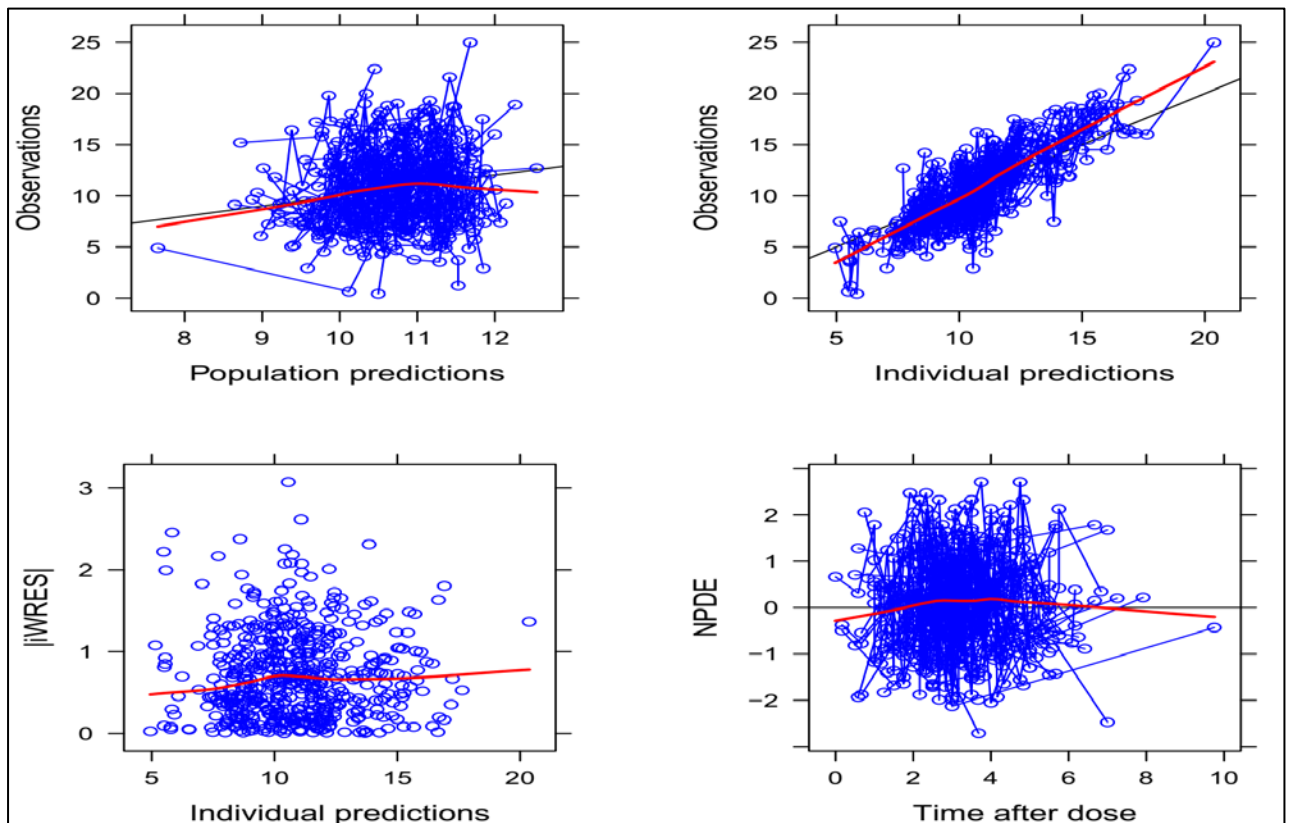 25
20
15
10
5
0
Observations
8 9 10 11 12
Population predictions
25
20
15
10
5
0
Observations
5 10 15 20
Individual predictions
3
2
1
0
|iWRES|
5 10 15 20
Individual predictions
2
1
0
−1
−2
NPDE
0 2 4 6 8 10
Time after dose